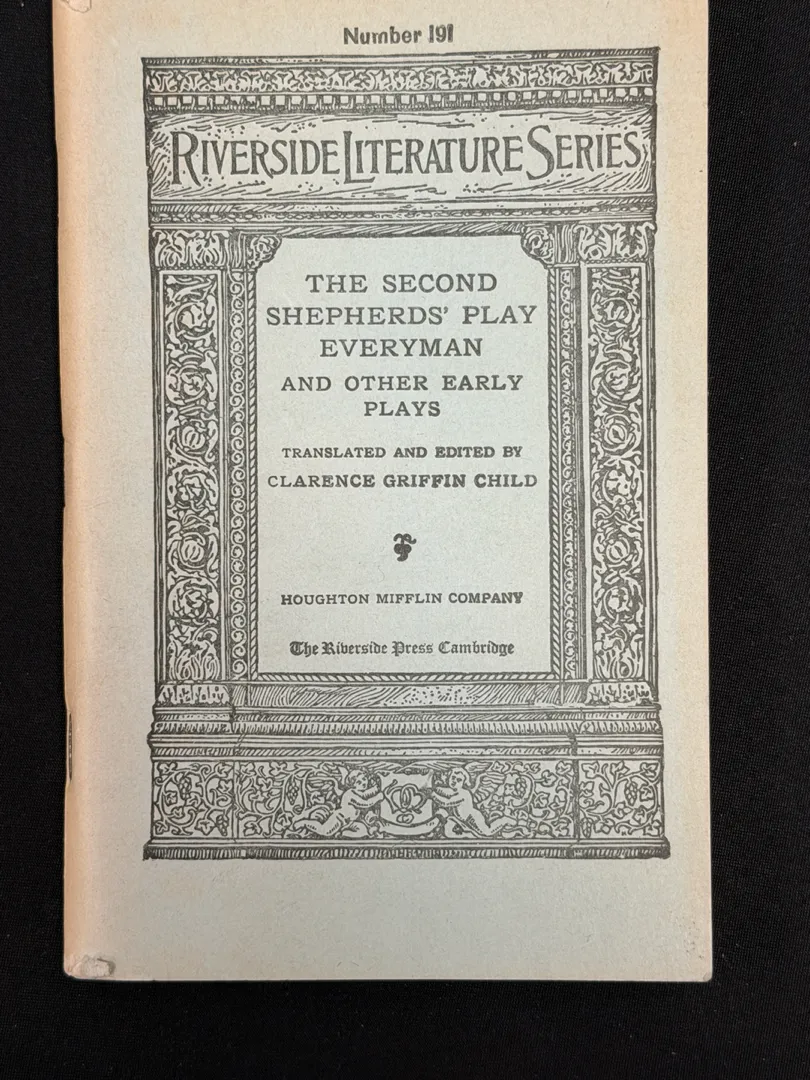 Number 191
RIVERSIDE LITERATURE SERIES
THE SECOND
SHEPHERDS' PLAY
EVERYMAN
AND OTHER EARLY
PLAYS
TRANSLATED AND EDITED BY
CLARENCE GRIFFIN CHILD
HOUGHTON MIFFLIN COMPANY
The Riverside Press Cambridge